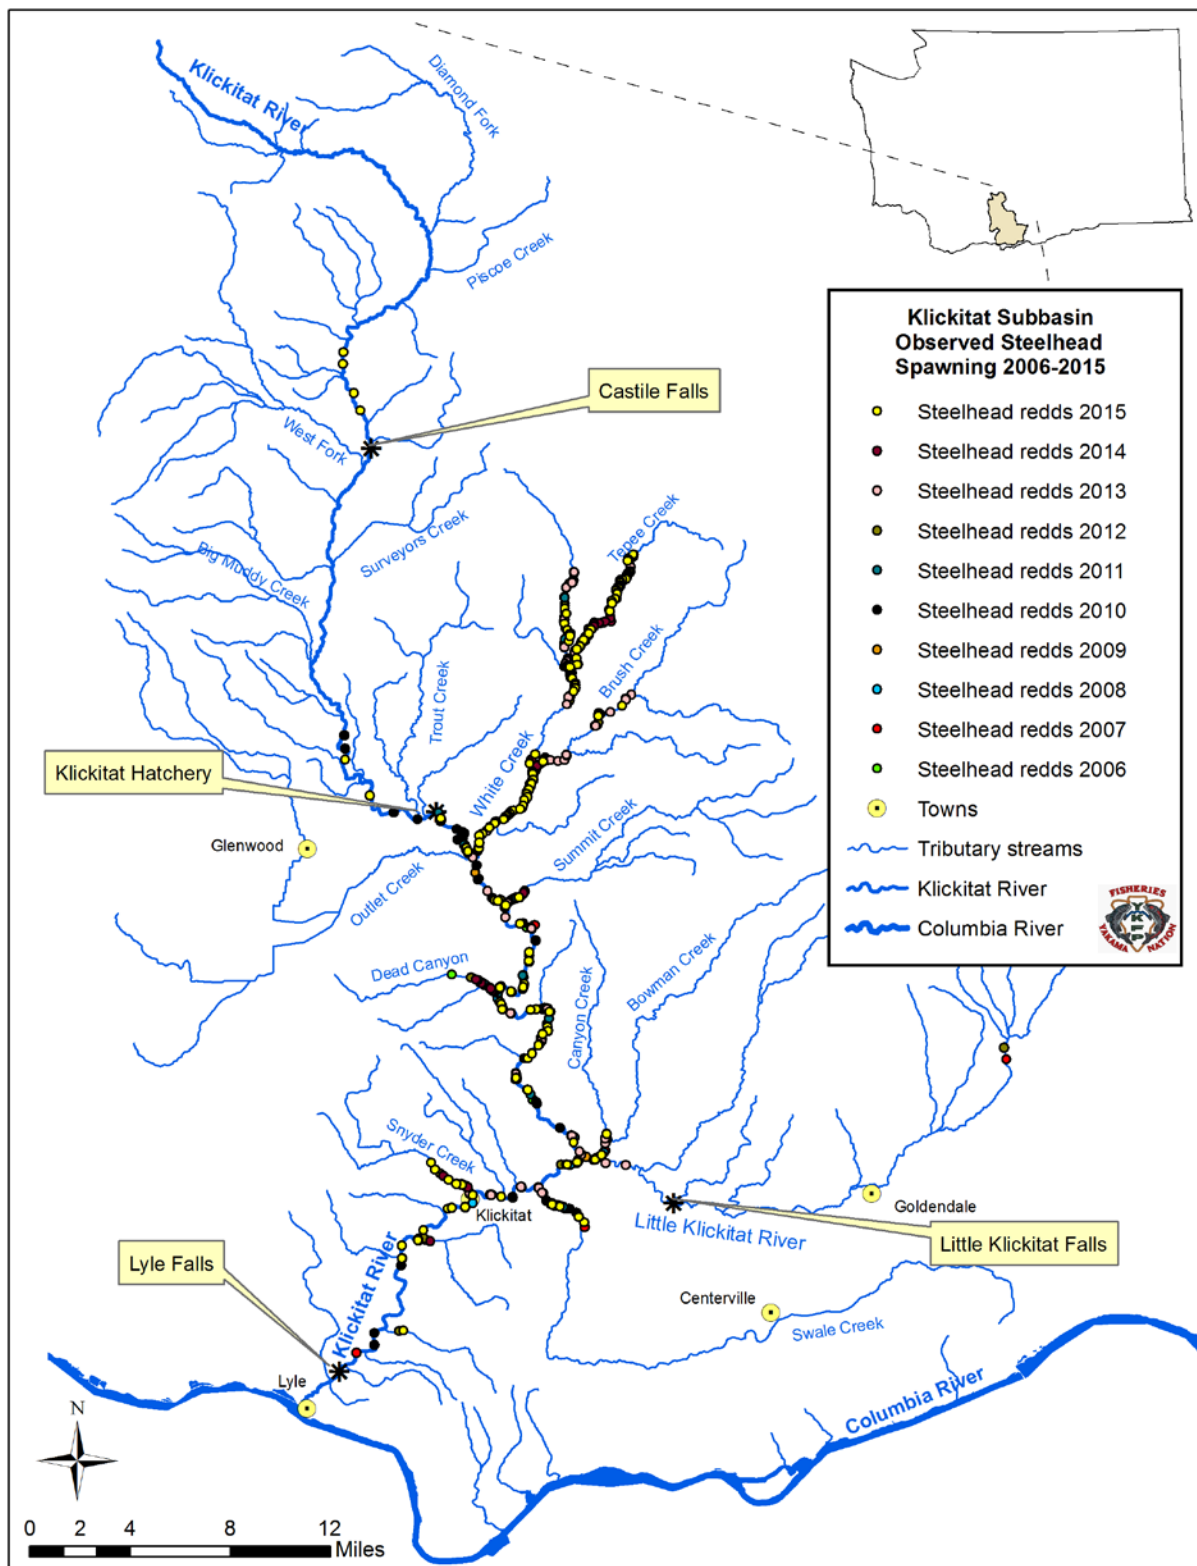 Klickitat River
Diamond Fork
Piscoe Creek
Castile Falls
West Fork
Surveyors Creek
Big Muddy Creek
Tepee Creek
Brush Creek
Trout Creek
White Creek
Klickitat Hatchery
Glenwood
Summit Creek
Outlet Creek
Dead Canyon
Canyon Creek
Bowman Creek
Snyder Creek
Klickitat
Goldendale
Little Klickitat River
Little Klickitat Falls
Lyle Falls
Klickitat River
Centerville
Swale Creek
Lyle
Columbia River
N
0 2 4 8 12
Miles
Klickitat Subbasin
Observed Steelhead
Spawning 2006-2015
Steelhead redds 2015
Steelhead redds 2014
Steelhead redds 2013
Steelhead redds 2012
Steelhead redds 2011
Steelhead redds 2010
Steelhead redds 2009
Steelhead redds 2008
Steelhead redds 2007
Steelhead redds 2006
Towns
Tributary streams
Klickitat River
Columbia River
FISHERIES
YKFP
YAKAMA NATION